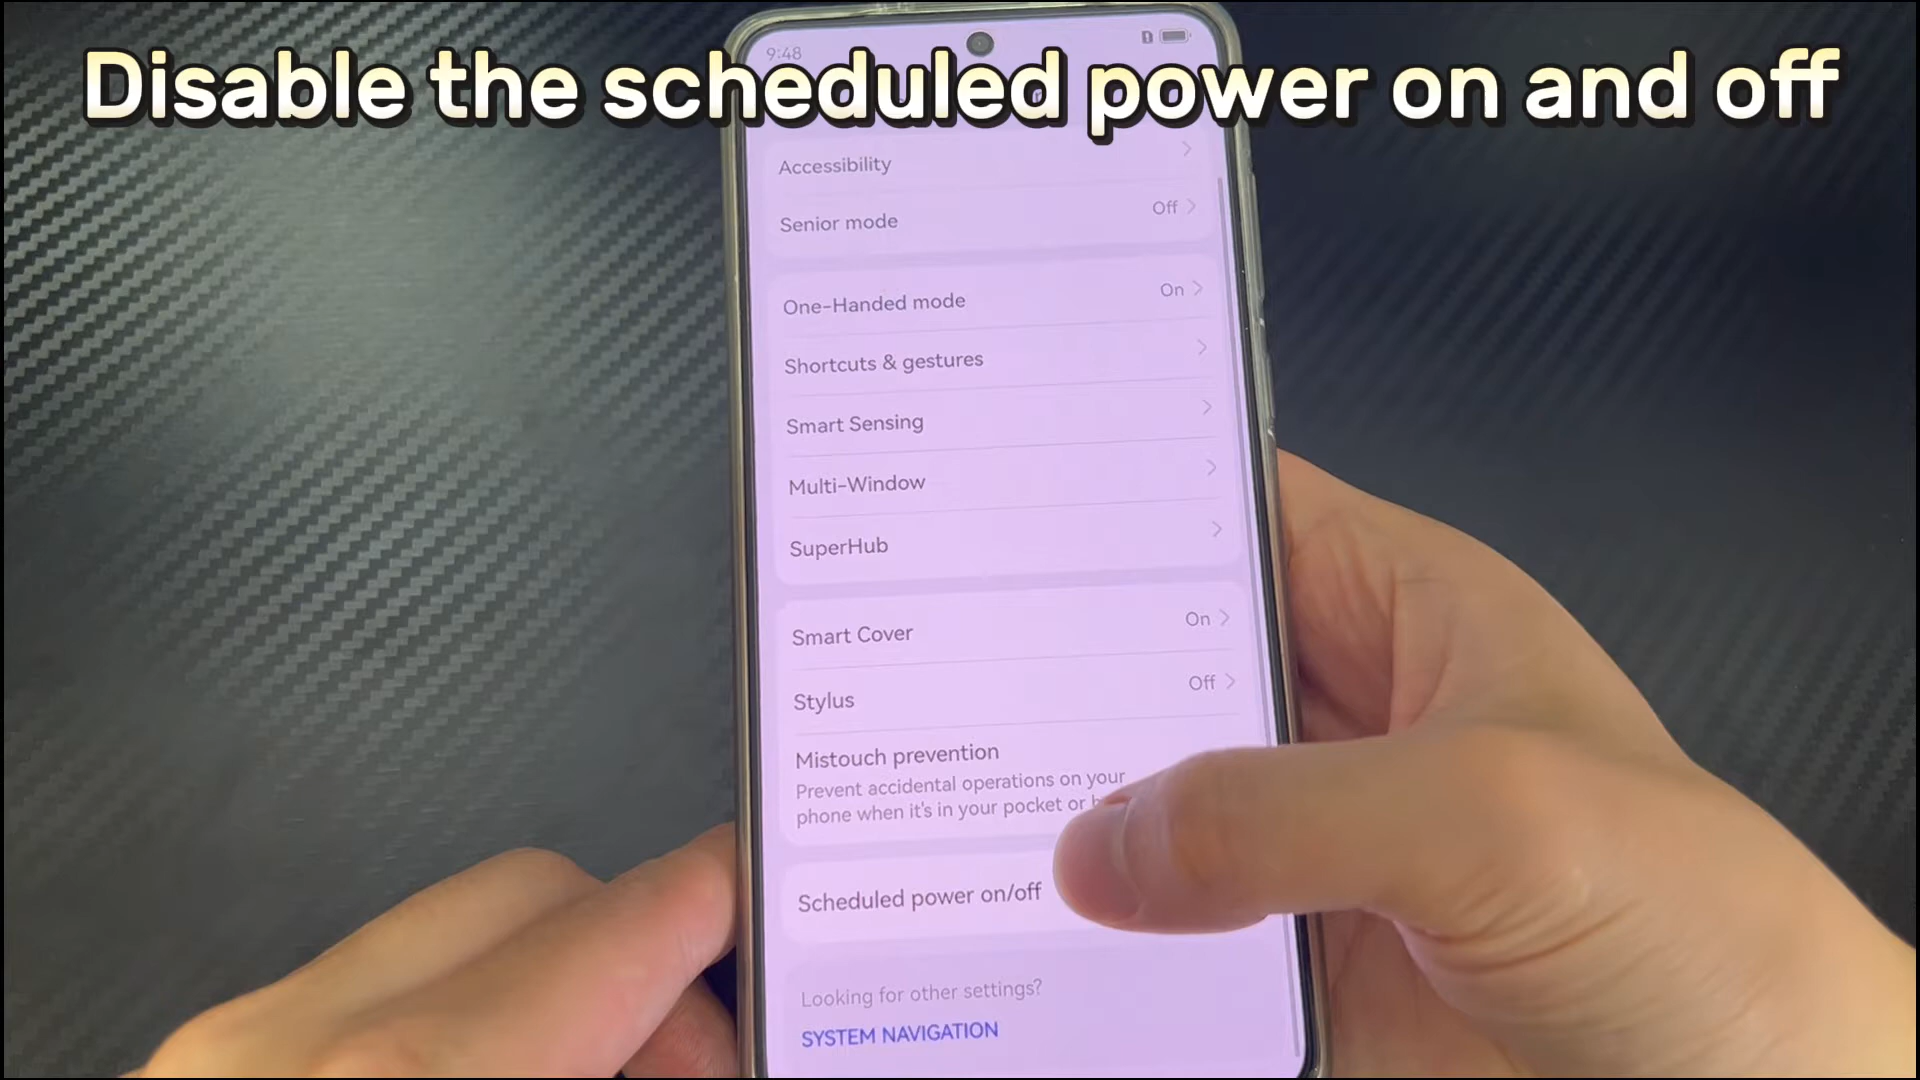 Disable the scheduled power on and off
9:48
Accessibility
Senior mode Off
One-Handed mode On
Shortcuts & gestures
Smart Sensing
Multi-Window
SuperHub
Smart Cover On
Stylus Off
Mistouch prevention
Prevent accidental operations on your
phone when it's in your pocket or
Scheduled power on/off
Looking for other settings?
SYSTEM NAVIGATION